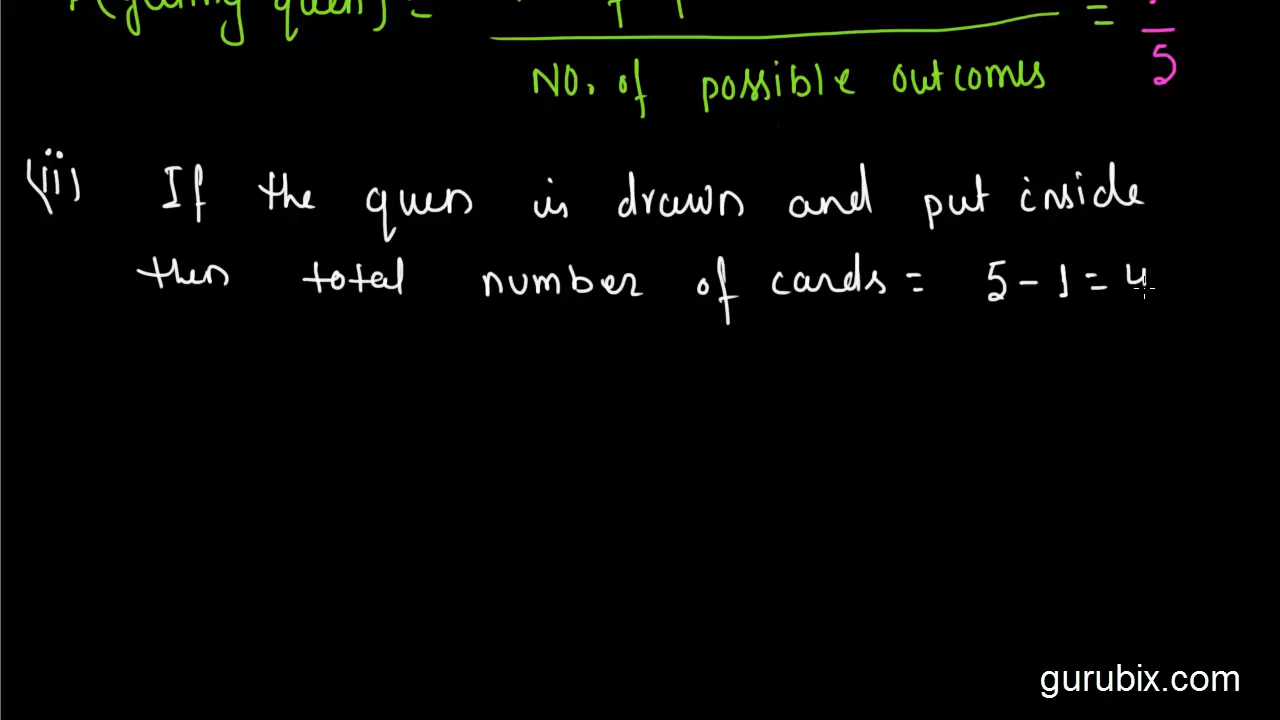 quen) =
= 5
No. of possible outcomes
(ii) If the quen is drawn and put inside
then total number of cards = 5 - 1 = 4
gurubix.com